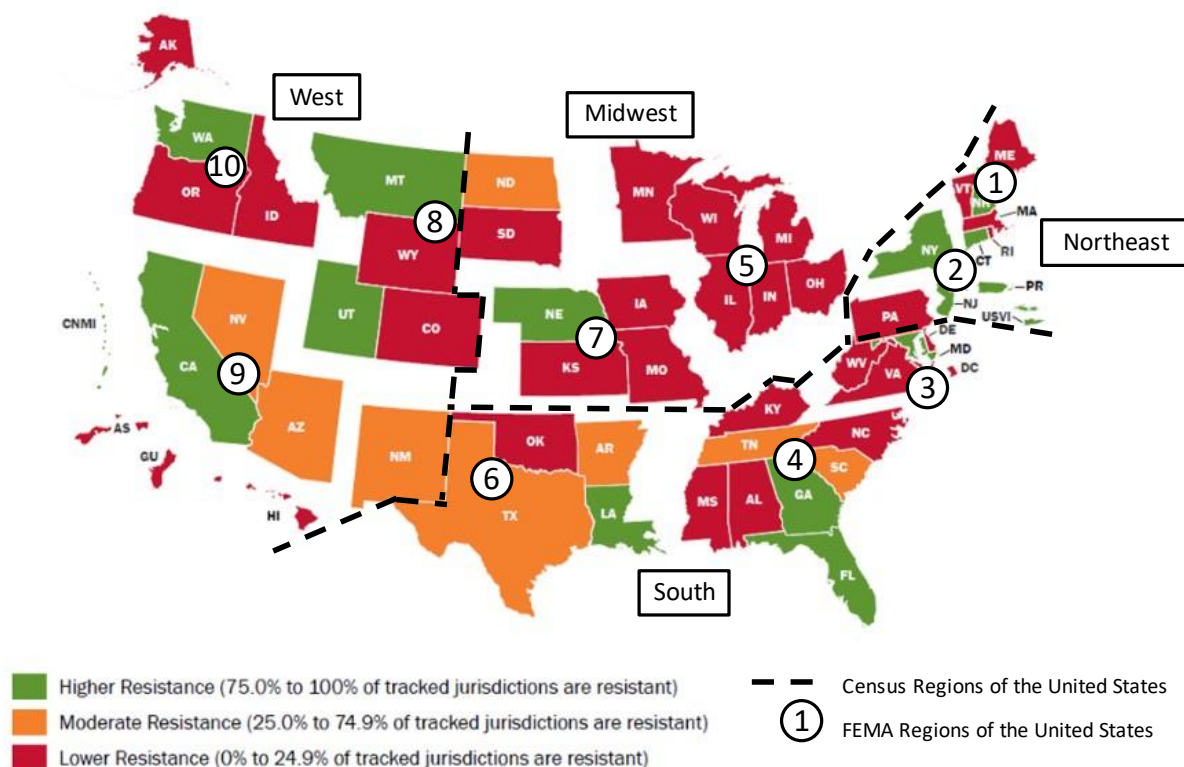 AK
West
Midwest
WA
10
OR
ID
MT
8
WY
ND
SD
MN
WI
MI
5
IL
IN
OH
ME
1
VT
NH
MA
RI
CT
Northeast
NY
2
NJ
PR
USVI
PA
DE
MD
DC
WV
VA
3
CNMI
CA
NV
9
UT
CO
AZ
NM
NE
IA
7
KS
MO
AS
GU
HI
OK
6
TX
AR
LA
KY
TN
NC
4
SC
MS
AL
GA
FL
South
Higher Resistance (75.0% to 100% of tracked jurisdictions are resistant)
Moderate Resistance (25.0% to 74.9% of tracked jurisdictions are resistant)
Lower Resistance (0% to 24.9% of tracked jurisdictions are resistant)
Census Regions of the United States
1
FEMA Regions of the United States